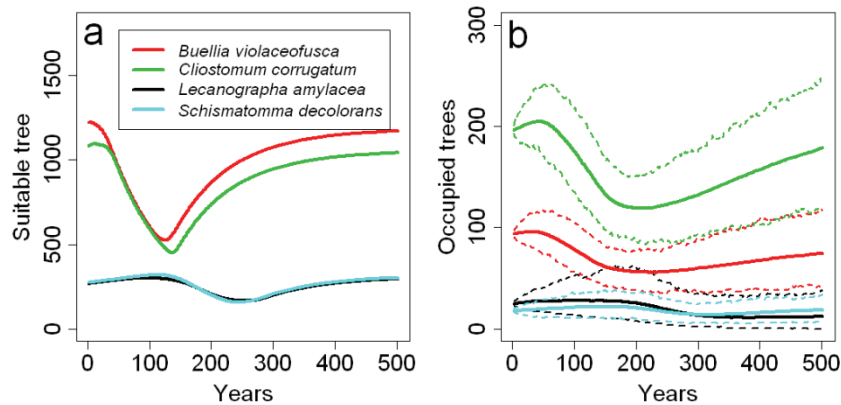 a
Buellia violaceofusca
Cliostomum corrugatum
Lecanographa amylacea
Schismatomma decolorans
Suitable tree
1500
1000
500
0
0 100 200 300 400 500
Years
b
Occupied trees
300
200
100
0
0 100 200 300 400 500
Years